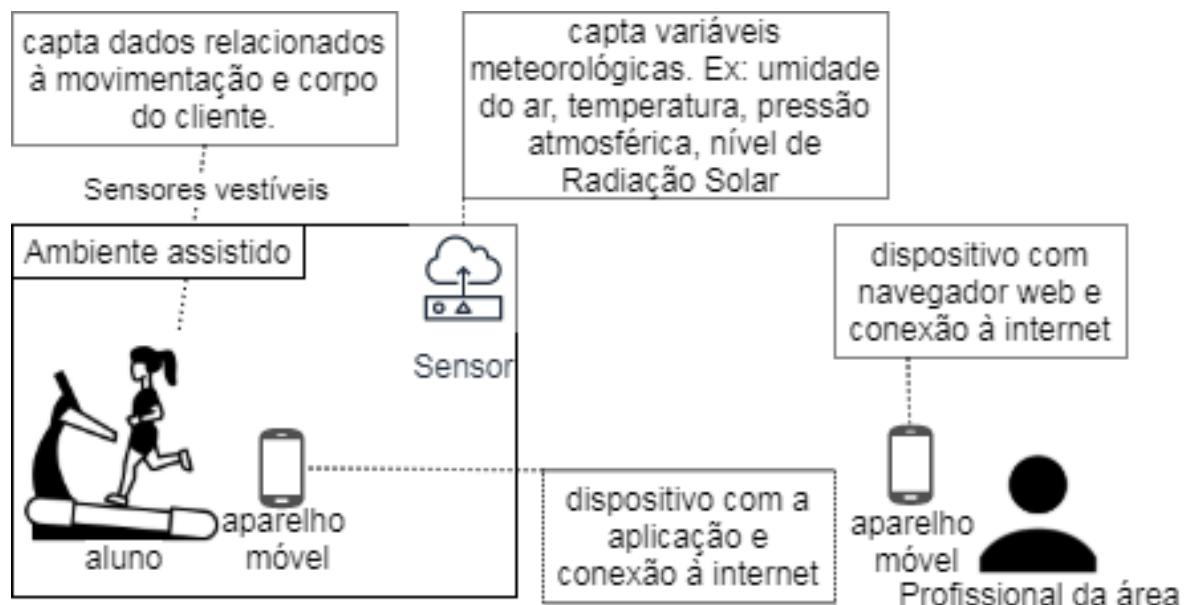 capta dados relacionados
à movimentação e corpo
do cliente.
capta variáveis
meteorológicas. Ex: umidade
do ar, temperatura, pressão
atmosférica, nível de
Radiação Solar
Sensores vestíveis
Ambiente assistido
Sensor
dispositivo com
navegador web e
conexão à internet
aluno
aparelho
móvel
dispositivo com a
aplicação e
conexão à internet
aparelho
móvel
Profissional da área